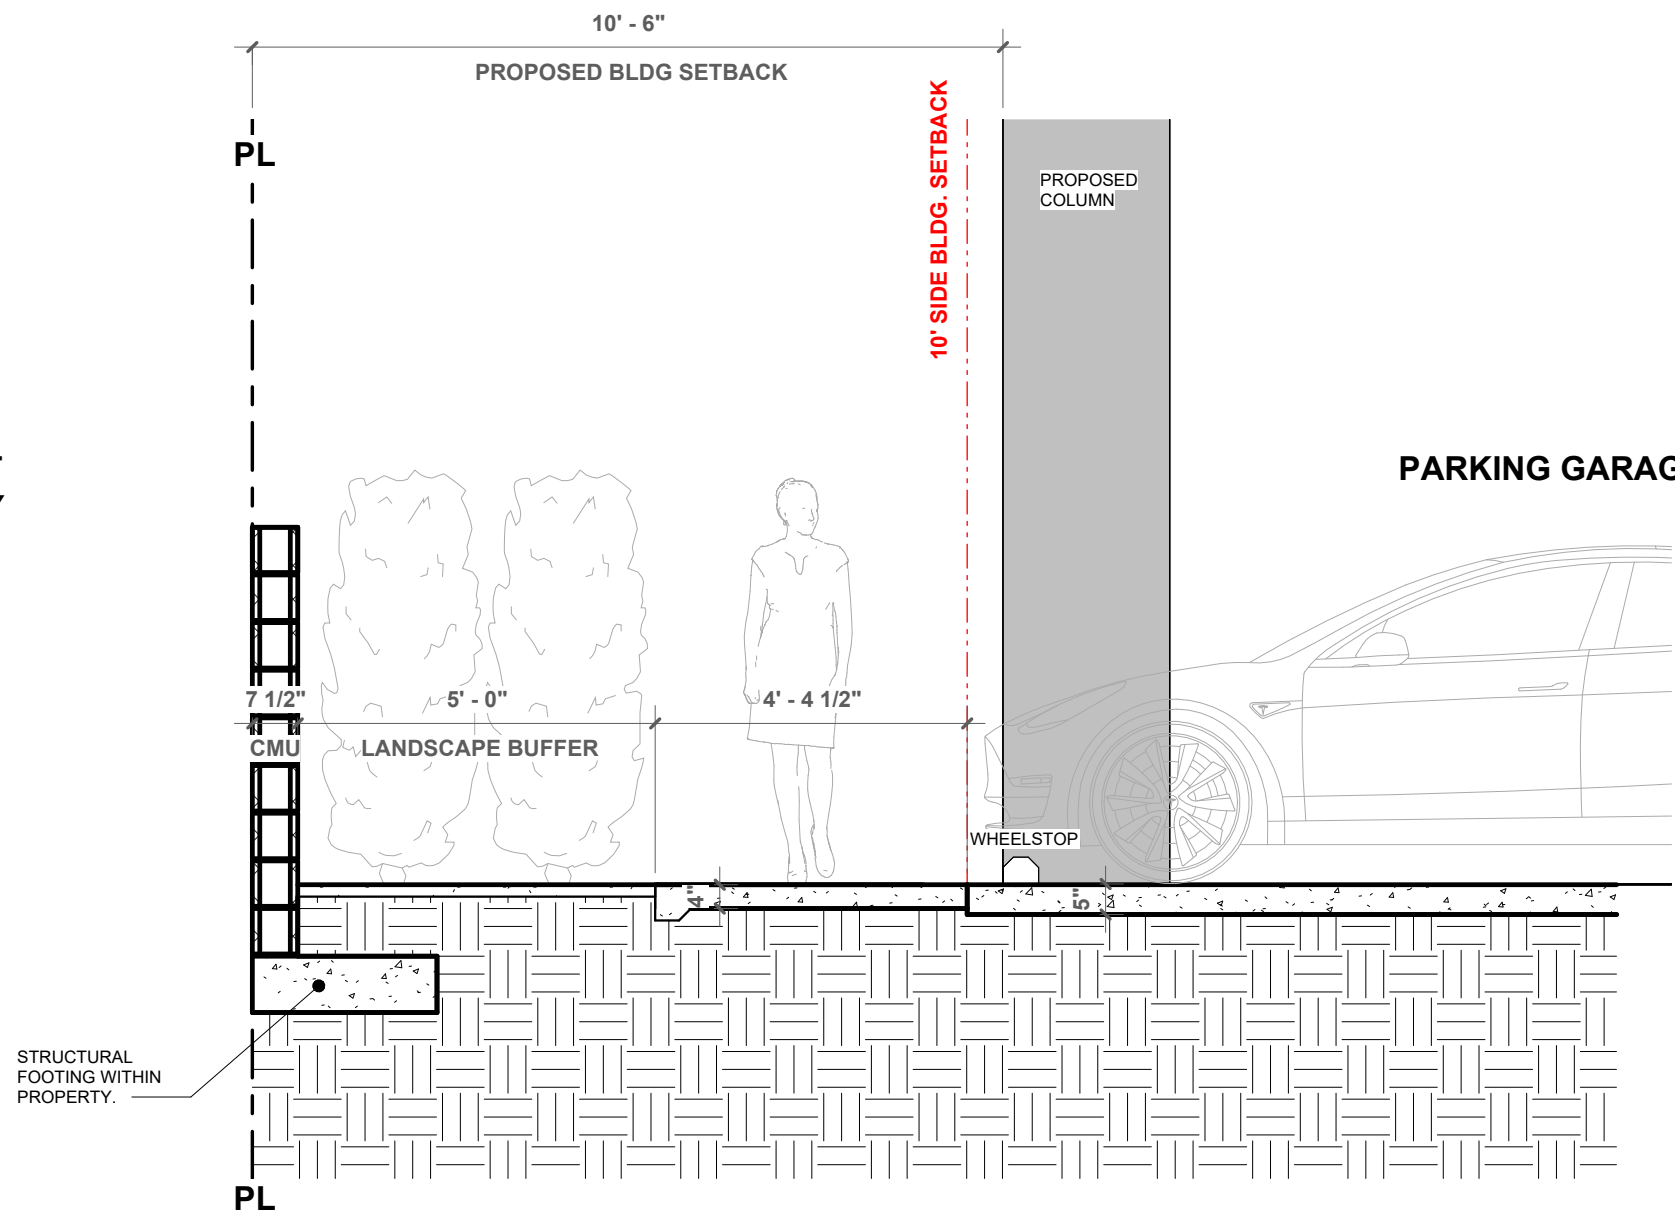 10' - 6"
PROPOSED BLDG SETBACK
PL
10' SIDE BLDG. SETBACK
PROPOSED
COLUMN
PARKING GARAG
7 1/2"
5' - 0"
4' - 4 1/2"
CMU
LANDSCAPE BUFFER
WHEELSTOP
4"
5"
STRUCTURAL
FOOTING WITHIN
PROPERTY.
PL